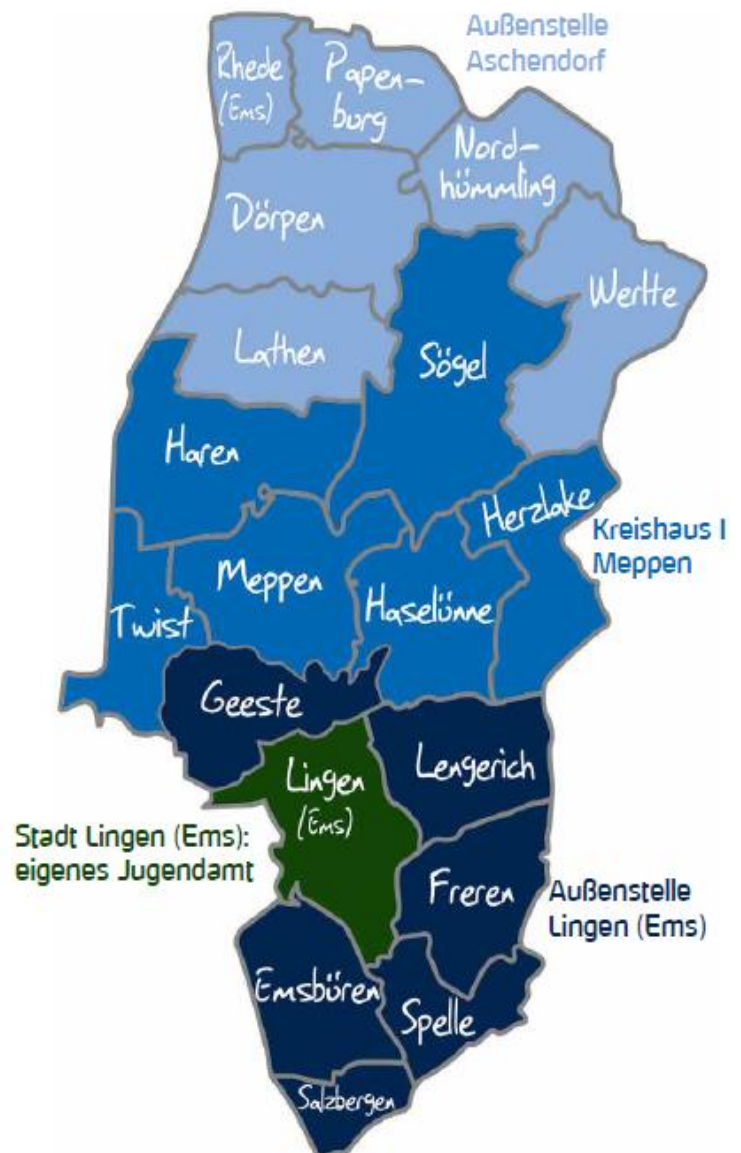 Außenstelle
Aschendorf
Rhede
(Ems)
Papen-
burg
Nord-
hümmling
Dörpen
Werlte
Lathen
Sögel
Haren
Herzlake
Kreishaus I
Meppen
Meppen
Haselünne
Twist
Geeste
Lengerich
Lingen
(Ems)
Stadt Lingen (Ems):
eigenes Jugendamt
Freren
Außenstelle
Lingen (Ems)
Emsbüren
Spelle
Salzbergen